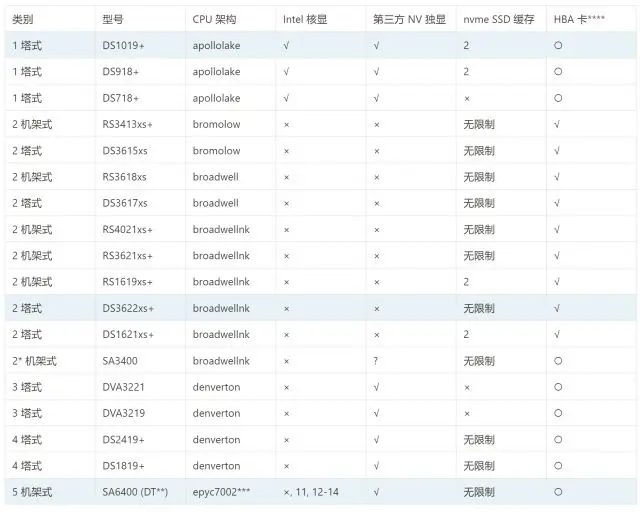 类别 型号 CPU 架构 Intel 核显 第三方 NV 独显 nvme SSD 缓存 HBA 卡****
1 塔式 DS1019+ apollolake √ √ 2 ○
1 塔式 DS918+ apollolake √ √ 2 ○
1 塔式 DS718+ apollolake √ √ × ○
2 机架式 RS3413xs+ bromolow × × 无限制 √
2 塔式 DS3615xs bromolow × × 无限制 √
2 机架式 RS3618xs broadwell × × 无限制 √
2 塔式 DS3617xs broadwell × × 无限制 √
2 机架式 RS4021xs+ broadwellnk × × 无限制 √
2 机架式 RS3621xs+ broadwellnk × × 无限制 √
2 机架式 RS1619xs+ broadwellnk × × 2 √
2 塔式 DS3622xs+ broadwellnk × × 无限制 √
2 塔式 DS1621xs+ broadwellnk × × 2 √
2* 机架式 SA3400 broadwellnk × ? 无限制 ○
3 塔式 DVA3221 denverton × √ × ○
3 塔式 DVA3219 denverton × √ × ○
4 塔式 DS2419+ denverton × √ 无限制 ○
4 塔式 DS1819+ denverton × √ 无限制 ○
5 机架式 SA6400 (DT**) epyc7002*** ×, 11, 12-14 √ 无限制 ○